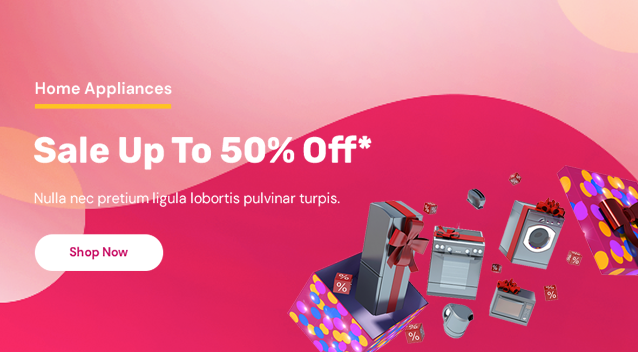 Home Appliances
Sale Up To 50% Off*
Nulla nec pretium ligula lobortis pulvinar turpis.
Shop Now
%
%
%
%